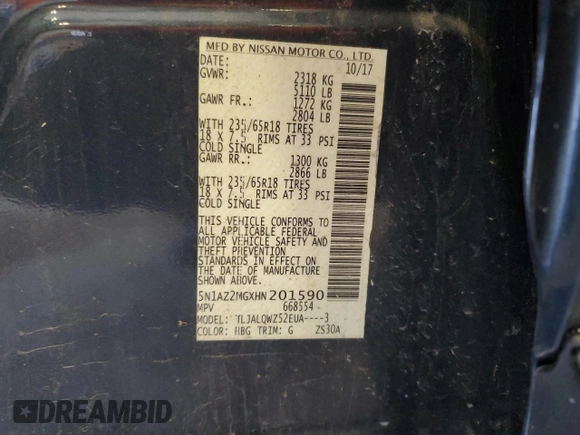 MFD BY NISSAN MOTOR CO., LTD.
DATE: 10/17
GVWR: 2318 KG
5110 LB
GAWR FR.: 1272 KG
2804 LB
WITH 235/65R18 TIRES
18 X 7.5 RIMS AT 33 PSI
COLD SINGLE
GAWR RR.: 1300 KG
2866 LB
WITH 235/65R18 TIRES
18 X 7.5 RIMS AT 33 PSI
COLD SINGLE
THIS VEHICLE CONFORMS TO
ALL APPLICABLE FEDERAL
MOTOR VEHICLE SAFETY AND
THEFT PREVENTION
STANDARDS IN EFFECT ON
THE DATE OF MANUFACTURE
SHOWN ABOVE.
5N1AZ2MGXHN201590
MPV 668554
MODEL: TLJALQWZ52EUA----3
COLOR: RBG TRIM: G ZS30A
DREAMBID